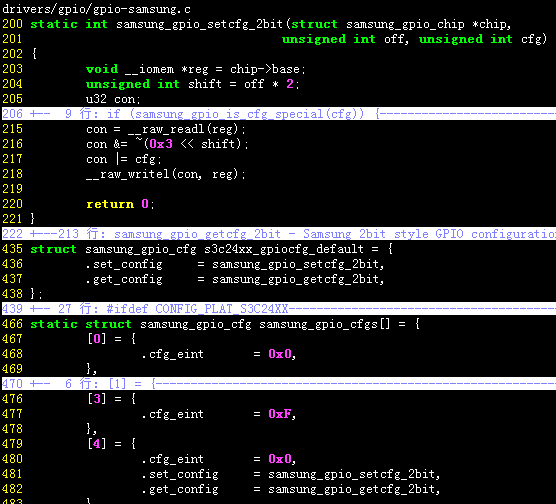 drivers/gpio/gpio-samsung.c
200 static int samsung_gpio_setcfg_2bit(struct samsung_gpio_chip *chip,
201 unsigned int off, unsigned int cfg)
202 {
203 void __iomem *reg = chip->base;
204 unsigned int shift = off * 2;
205 u32 con;
206 +-- 9 行: if (samsung_gpio_is_cfg_special(cfg)) {
215 con = __raw_readl(reg);
216 con &= ~(0x3 << shift);
217 con |= cfg;
218 __raw_writel(con, reg);
219
220 return 0;
221 }
222 +---213 行: samsung_gpio_getcfg_2bit - Samsung 2bit style GPIO configuration
435 struct samsung_gpio_cfg s3c24xx_gpiocfg_default = {
436 .set_config = samsung_gpio_setcfg_2bit,
437 .get_config = samsung_gpio_getcfg_2bit,
438 };
439 +-- 27 行: #ifdef CONFIG_PLAT_S3C24XX
466 static struct samsung_gpio_cfg samsung_gpio_cfgs[] = {
467 [0] = {
468 .cfg_eint = 0x0,
469 },
470 +-- 6 行: [1] = {
476 [3] = {
477 .cfg_eint = 0xF,
478 },
479 [4] = {
480 .cfg_eint = 0x0,
481 .set_config = samsung_gpio_setcfg_2bit,
482 .get_config = samsung_gpio_getcfg_2bit,
483 },